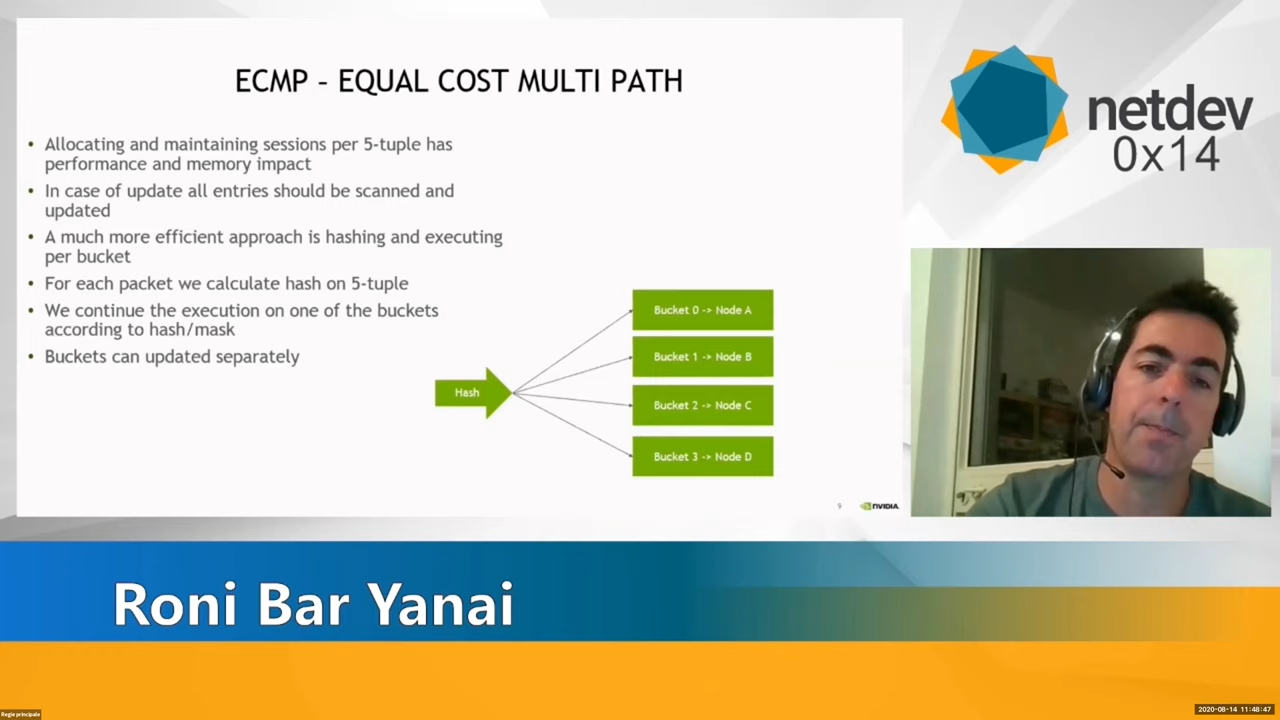 ECMP – EQUAL COST MULTI PATH
• Allocating and maintaining sessions per 5-tuple has
performance and memory impact
• In case of update all entries should be scanned and
updated
• A much more efficient approach is hashing and executing
per bucket
• For each packet we calculate hash on 5-tuple
• We continue the execution on one of the buckets
according to hash/mask
• Buckets can updated separately
Hash
Bucket 0 -> Node A
Bucket 1 -> Node B
Bucket 2 -> Node C
Bucket 3 -> Node D
9
NVIDIA
netdev
0x14
Roni Bar Yanai
Regie principale
2020-08-14 11:48:47